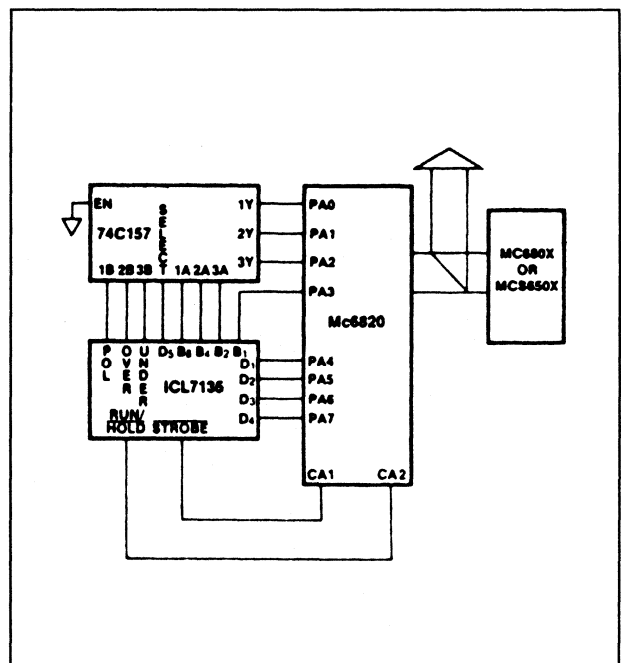 EN
74C157
SELECT
1Y
2Y
3Y
1B 2B 3B 1A 2A 3A
PA0
PA1
PA2
PA3
Mc6820
MC680X
OR
MCS650X
POL
OVER
UNDER
D5 B8 B4 B2 B1
ICL7135
D1
D2
D3
D4
PA4
PA5
PA6
PA7
RUN/
HOLD STROBE
CA1 CA2